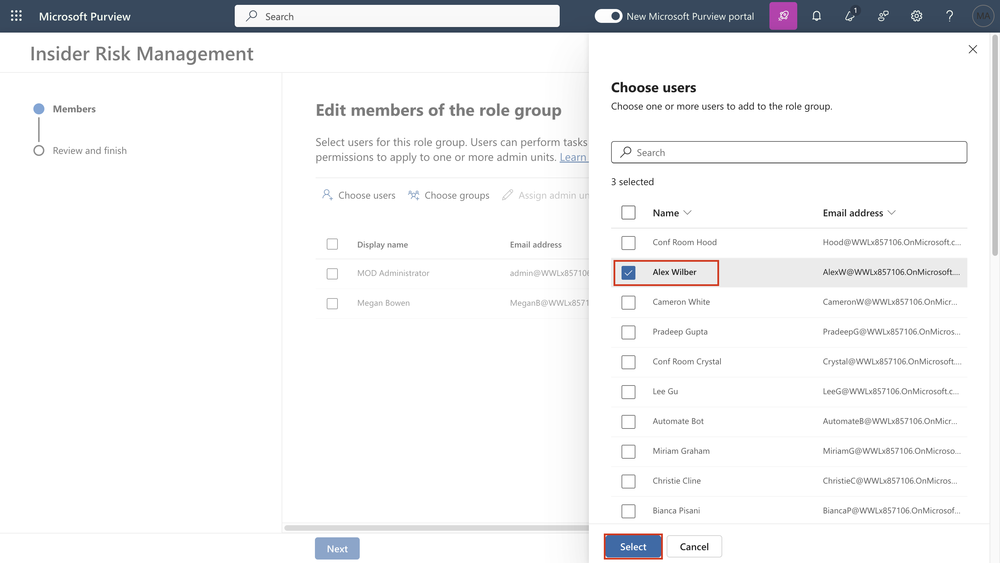 Microsoft Purview
Search
New Microsoft Purview portal
1
MA
Insider Risk Management
Members
Review and finish
Edit members of the role group
Select users for this role group. Users can perform tasks
permissions to apply to one or more admin units. Learn
Choose users
Choose groups
Assign admin un
Display name
Email address
MOD Administrator
admin@WWLx857106
Megan Bowen
MeganB@WWLx8571
Next
Choose users
Choose one or more users to add to the role group.
Search
3 selected
Name
Email address
Conf Room Hood
Hood@WWLx857106.OnMicrosoft.c...
Alex Wilber
AlexW@WWLx857106.OnMicrosoft....
Cameron White
CameronW@WWLx857106.OnMicr...
Pradeep Gupta
PradeepG@WWLx857106.OnMicros...
Conf Room Crystal
Crystal@WWLx857106.OnMicrosoft....
Lee Gu
LeeG@WWLx857106.OnMicrosoft.c...
Automate Bot
AutomateB@WWLx857106.OnMicr...
Miriam Graham
MiriamG@WWLx857106.OnMicroso...
Christie Cline
ChristieC@WWLx857106.OnMicros...
Bianca Pisani
BiancaP@WWLx857106.OnMicrosof...
Select
Cancel